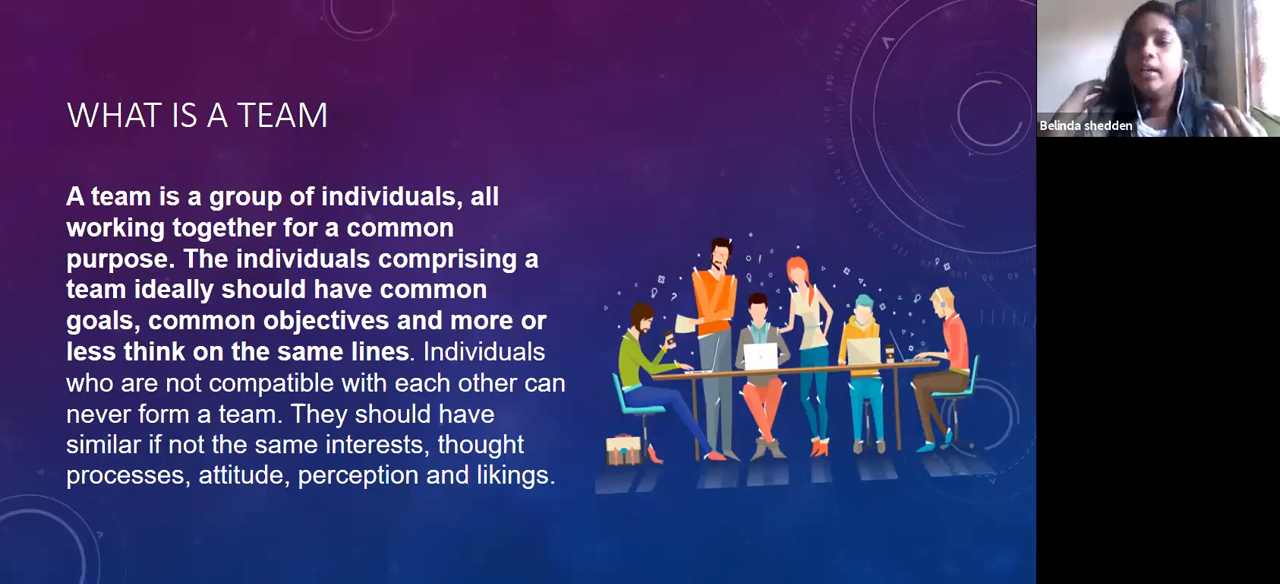 WHAT IS A TEAM
A team is a group of individuals, all
working together for a common
purpose. The individuals comprising a
team ideally should have common
goals, common objectives and more or
less think on the same lines. Individuals
who are not compatible with each other can
never form a team. They should have
similar if not the same interests, thought
processes, attitude, perception and likings.
Belinda shedden